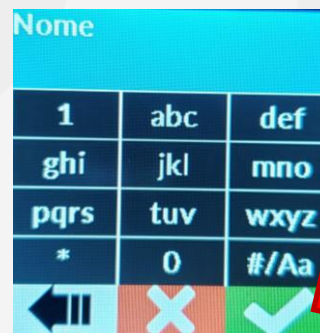 Nome
1 abc def
ghi jkl mno
pqrs tuv wxyz
* 0 #/Aa